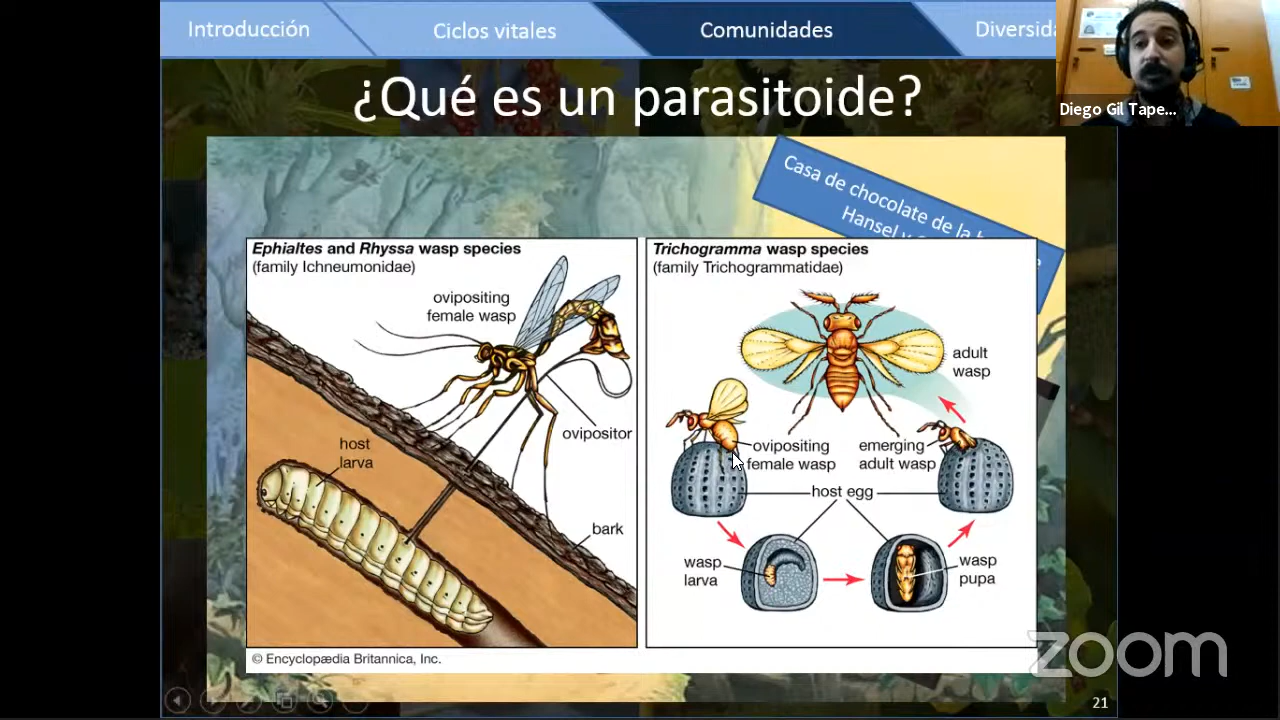 Introducción
Ciclos vitales
Comunidades
Diversida
Diego Gil Tape...
¿Qué es un parasitoide?
Casa de chocolate de la
Hansel y
Ephialtes and Rhyssa wasp species
(family Ichneumonidae)
ovipositing
female wasp
ovipositor
host
larva
bark
© Encyclopædia Britannica, Inc.
Trichogramma wasp species
(family Trichogrammatidae)
adult
wasp
ovipositing
female wasp
emerging
adult wasp
host egg
wasp
larva
wasp
pupa
zoom
21